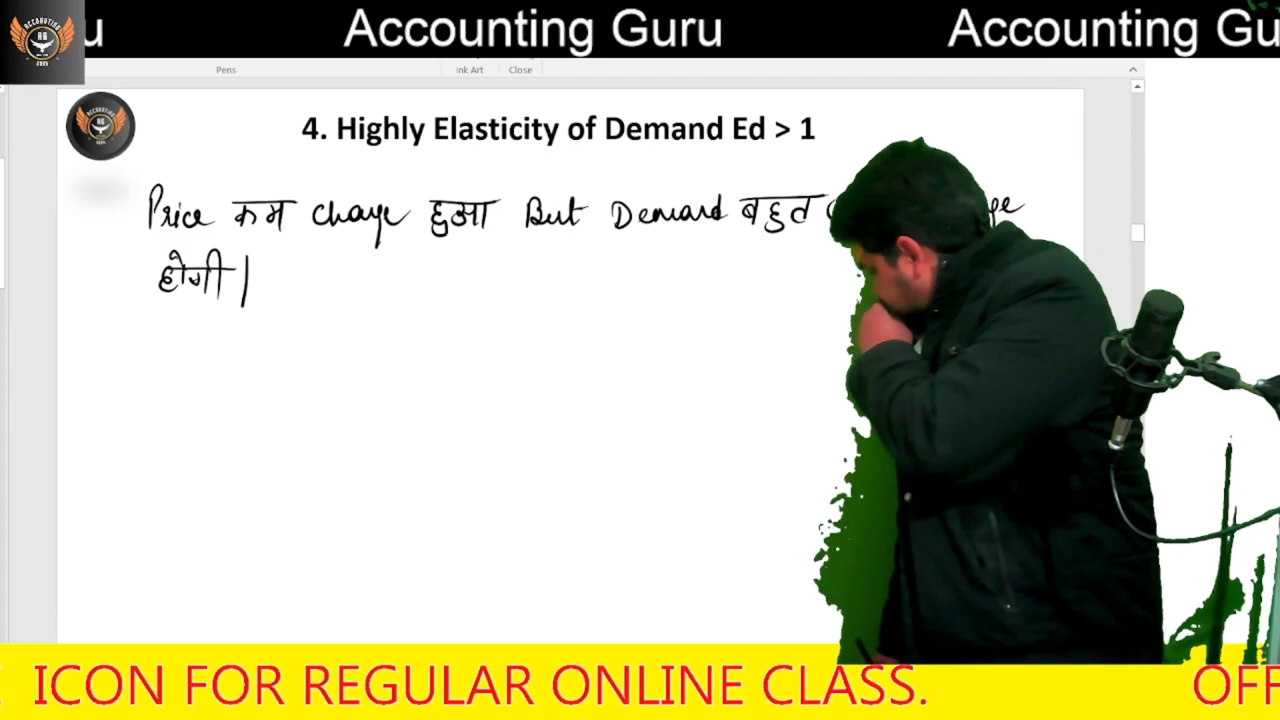 Accounting Guru
Accounting Gu
Pens
Ink Art
Close
4. Highly Elasticity of Demand Ed > 1
Price कम change हुआ But Demand बहुत
होगी।
ICON FOR REGULAR ONLINE CLASS.
OFF